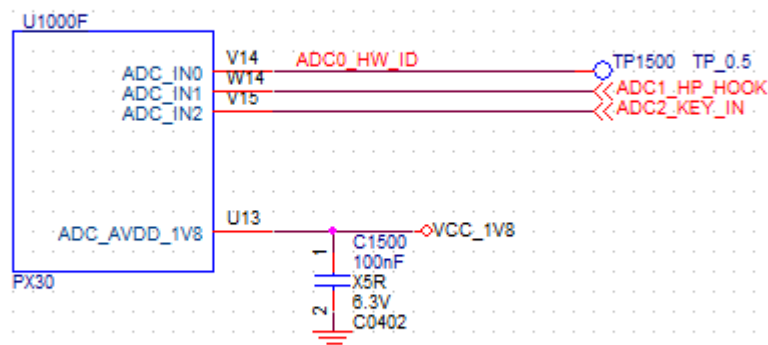 U1000F
V14 ADC0_HW_ID TP1500 TP_0.5
ADC_IN0
W14 ADC1_HP_HOOK
ADC_IN1
V15 ADC2_KEY_IN
ADC_IN2
U13
ADC_AVDD_1V8 VCC_1V8
1 C1500
100nF
PX30 X5R
6.3V
2 C0402